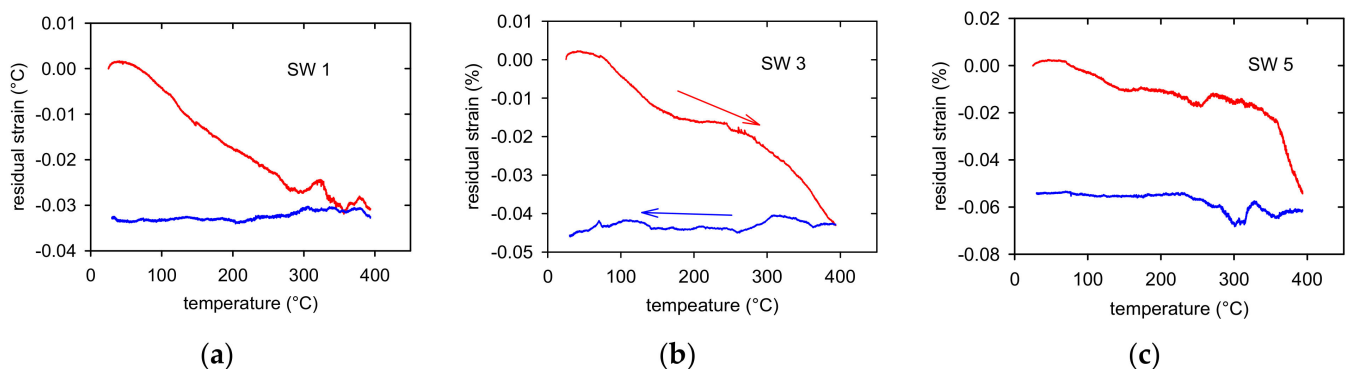 0.01
0.00
-0.01
-0.02
-0.03
-0.04
residual strain (°C)
SW 1
0 100 200 300 400
temperature (°C)
(a)
0.01
0.00
-0.01
-0.02
-0.03
-0.04
-0.05
residual strain (%)
SW 3
0 100 200 300 400
tempeature (°C)
(b)
0.02
0.00
-0.02
-0.04
-0.06
-0.08
residual strain (%)
SW 5
0 100 200 300 400
temperature (°C)
(c)